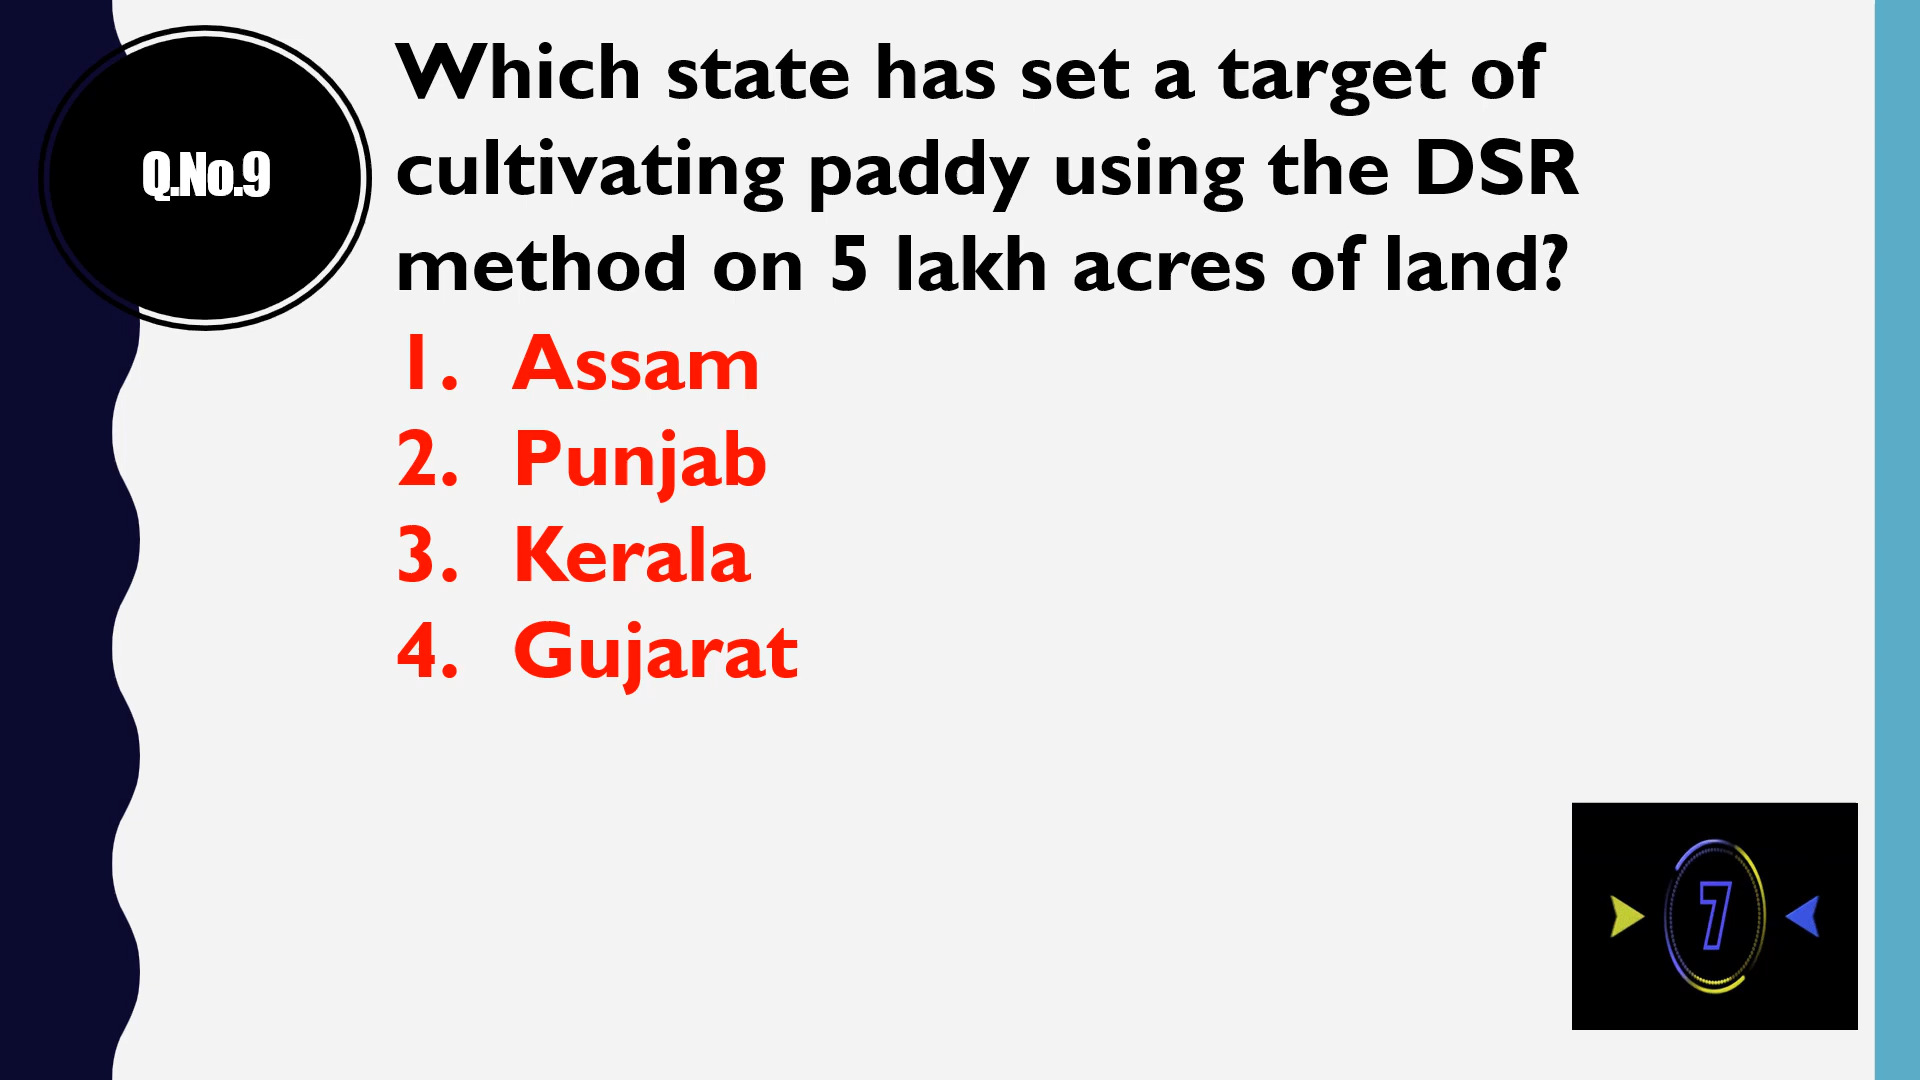 Q.No.9
Which state has set a target of
cultivating paddy using the DSR
method on 5 lakh acres of land?
1. Assam
2. Punjab
3. Kerala
4. Gujarat
7